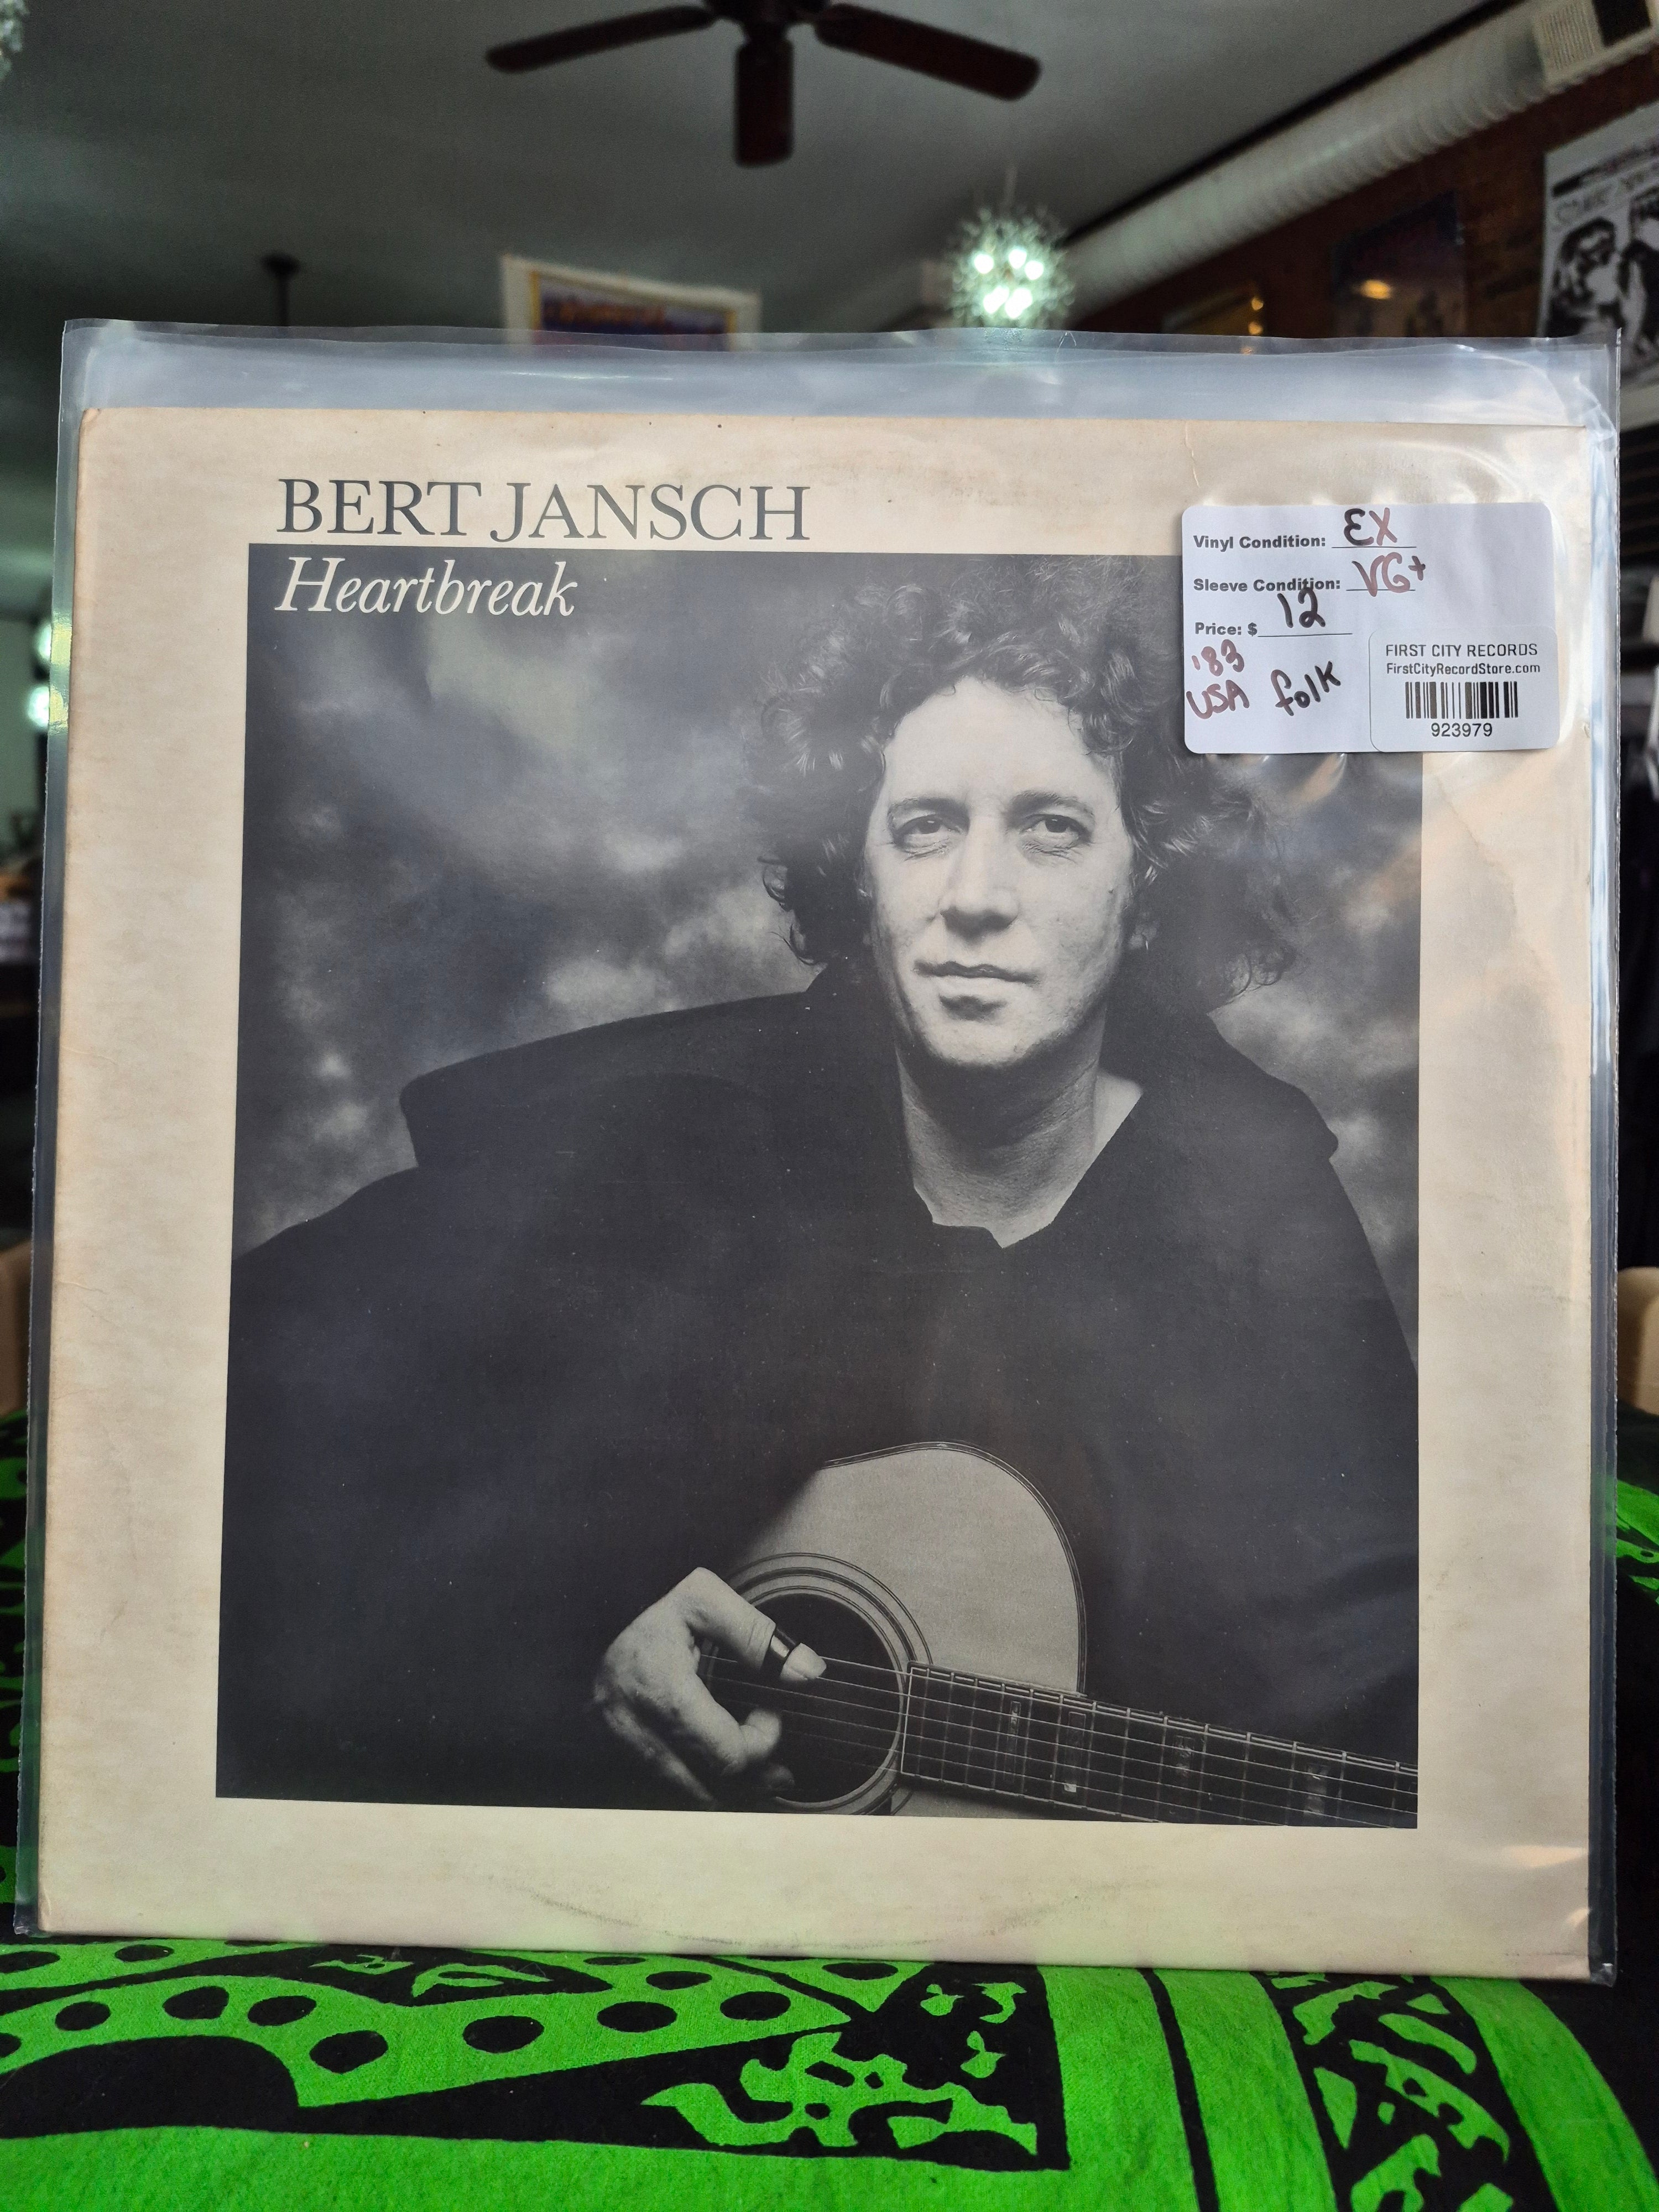 BERT JANSCH
Heartbreak
Vinyl Condition: EX
Sleeve Condition: VG+
Price: $ 12
'83
USA folk
FIRST CITY RECORDS
FirstCityRecordStore.com
923979